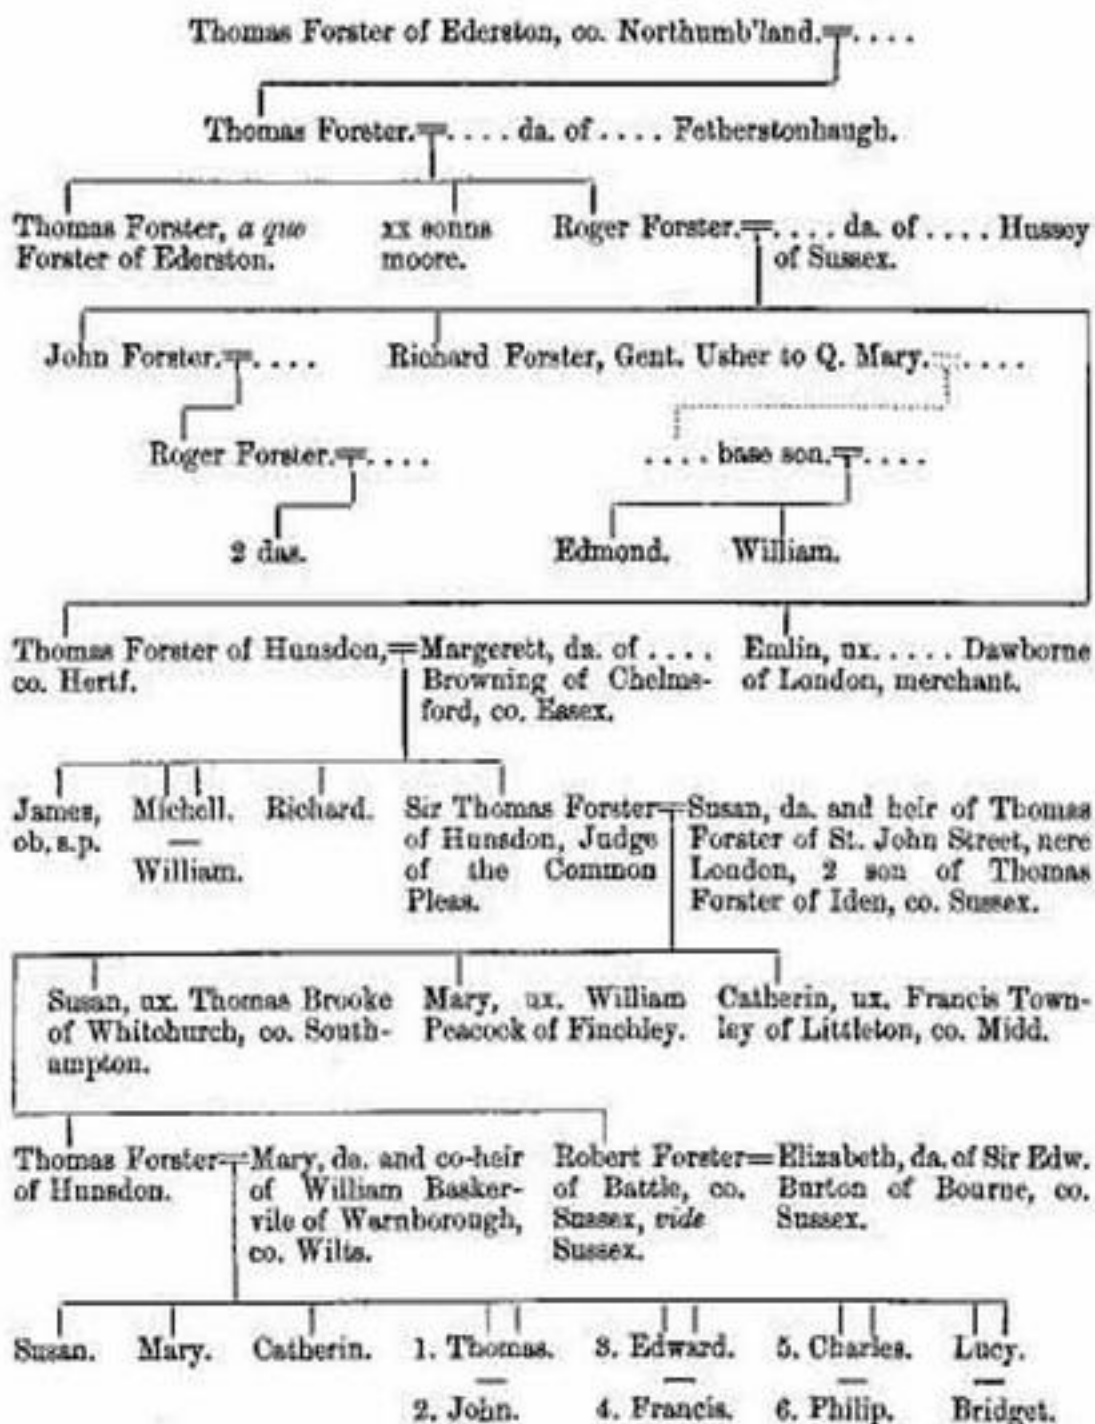 Thomas Forster of Ederston, co. Northumb'land.=. . . .
Thomas Forster.=. . . . da. of . . . . Fetherstonhaugh.
Thomas Forster, a quo
Forster of Ederston.
xx sonns
moore.
Roger Forster.=. . . . da. of . . . . Hussey
of Sussex.
John Forster.=. . . .
Richard Forster, Gent. Usher to Q. Mary.=. . . .
Roger Forster.=. . . .
. . . . base son.=. . . .
2 das.
Edmond.
William.
Thomas Forster of Hunsdon,=
co. Hertf.
Margerett, da. of . . . .
Browning of Chelms-
ford, co. Essex.
Emlin, ux. . . . . Dawborne
of London, merchant.
James,
ob. s.p.
Michell.
—
William.
Richard.
Sir Thomas Forster=
of Hunsdon, Judge
of the Common
Pleas.
Susan, da. and heir of Thomas
Forster of St. John Street, nere
London, 2 son of Thomas
Forster of Iden, co. Sussex.
Susan, ux. Thomas Brooke
of Whitchurch, co. South-
ampton.
Mary, ux. William
Peacock of Finchley.
Catherin, ux. Francis Town-
ley of Littleton, co. Midd.
Thomas Forster=
of Hunsdon.
Mary, da. and co-heir
of William Basker-
vile of Warnborough,
co. Wilts.
Robert Forster=
of Battle, co.
Sussex, vide
Sussex.
Elizabeth, da. of Sir Edw.
Burton of Bourne, co.
Sussex.
Susan.
Mary.
Catherin.
1. Thomas.
—
2. John.
3. Edward.
—
4. Francis.
5. Charles.
—
6. Philip.
Lucy.
—
Bridget.